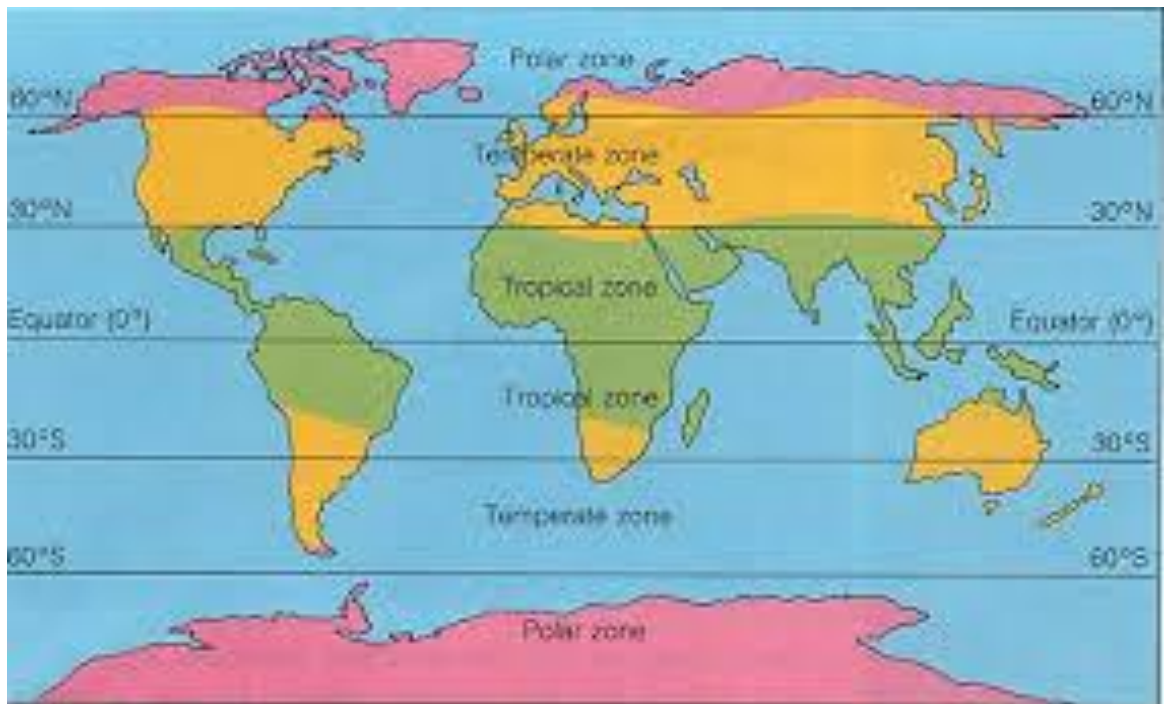 Polar zone
60°N 60°N
Temperate zone
30°N 30°N
Tropical zone
Equator (0°) Equator (0°)
Tropical zone
30°S 30°S
Temperate zone
60°S 60°S
Polar zone